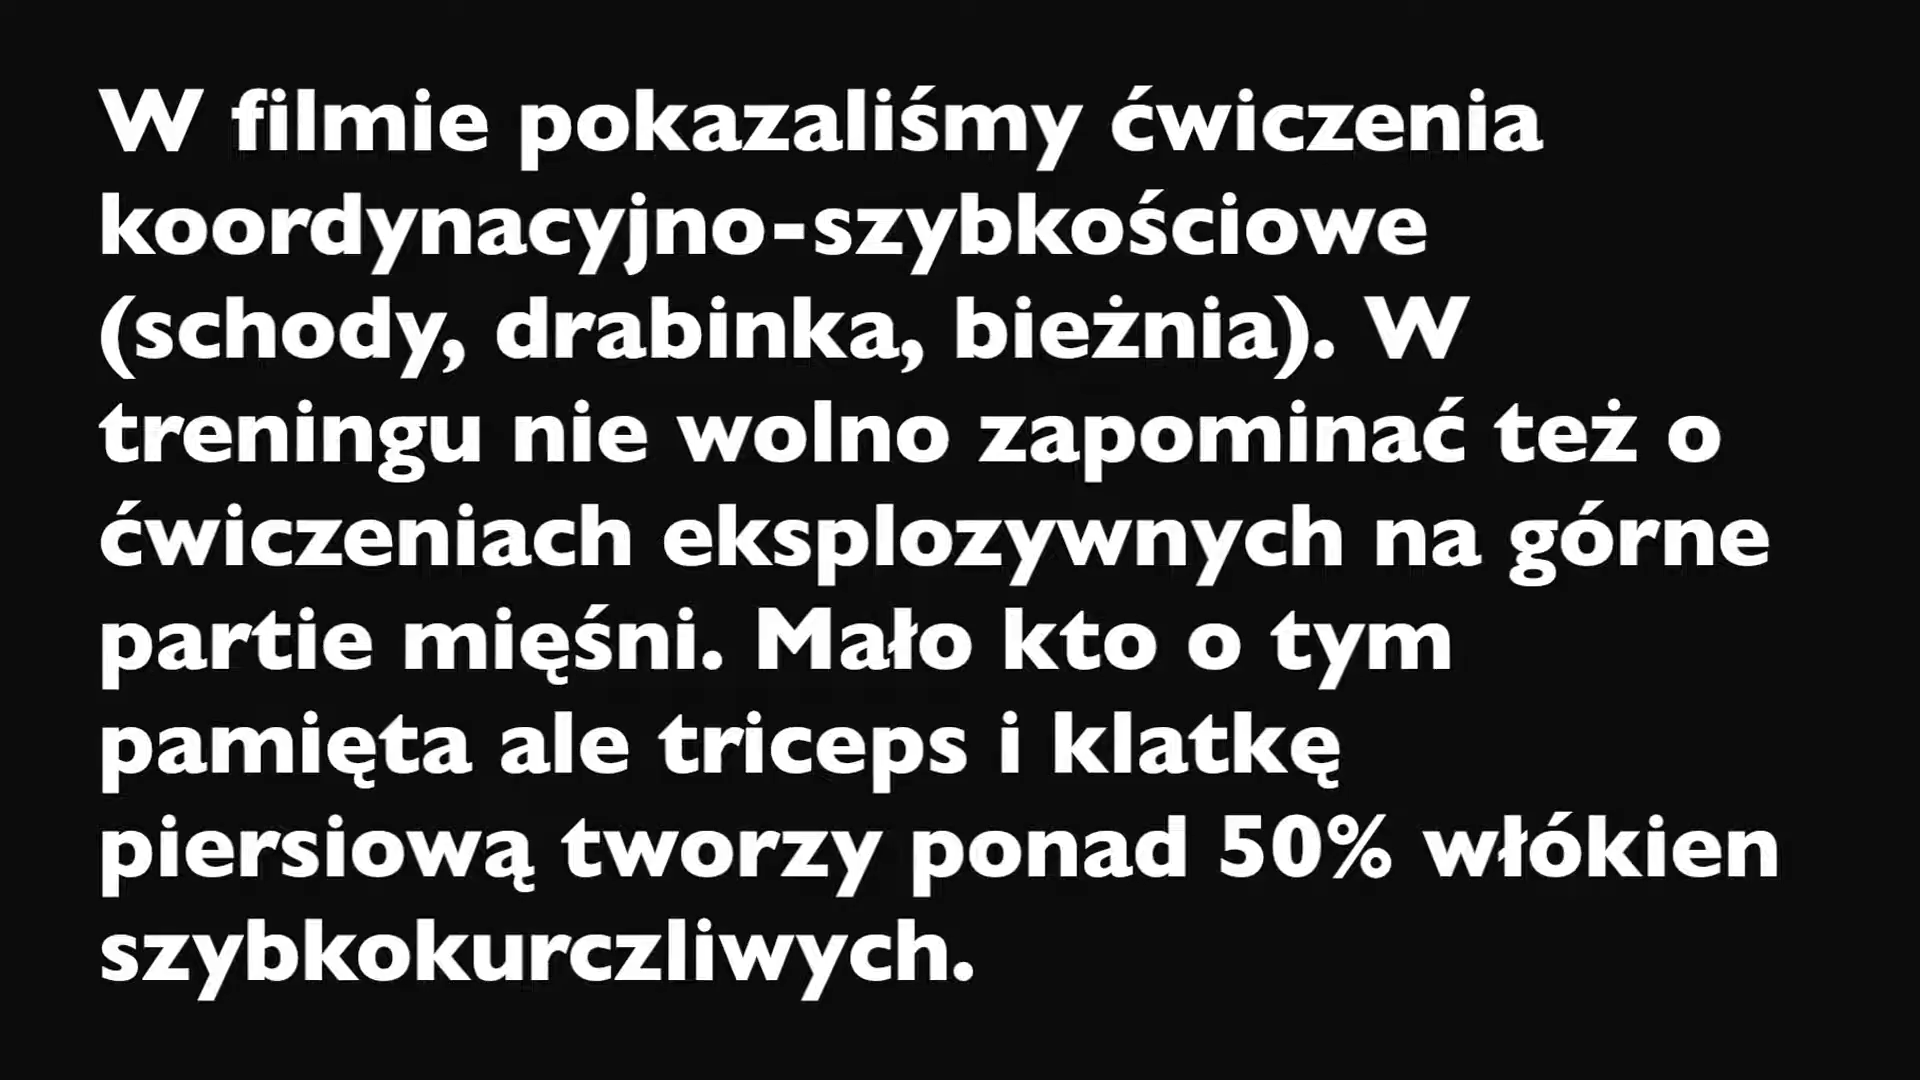 W filmie pokazaliśmy ćwiczenia
koordynacyjno-szybkościowe
(schody, drabinka, bieżnia). W
treningu nie wolno zapominać też o
ćwiczeniach eksplozywnych na górne
partie mięśni. Mało kto o tym
pamięta ale triceps i klatkę
piersiową tworzy ponad 50% włókien
szybkokurczliwych.